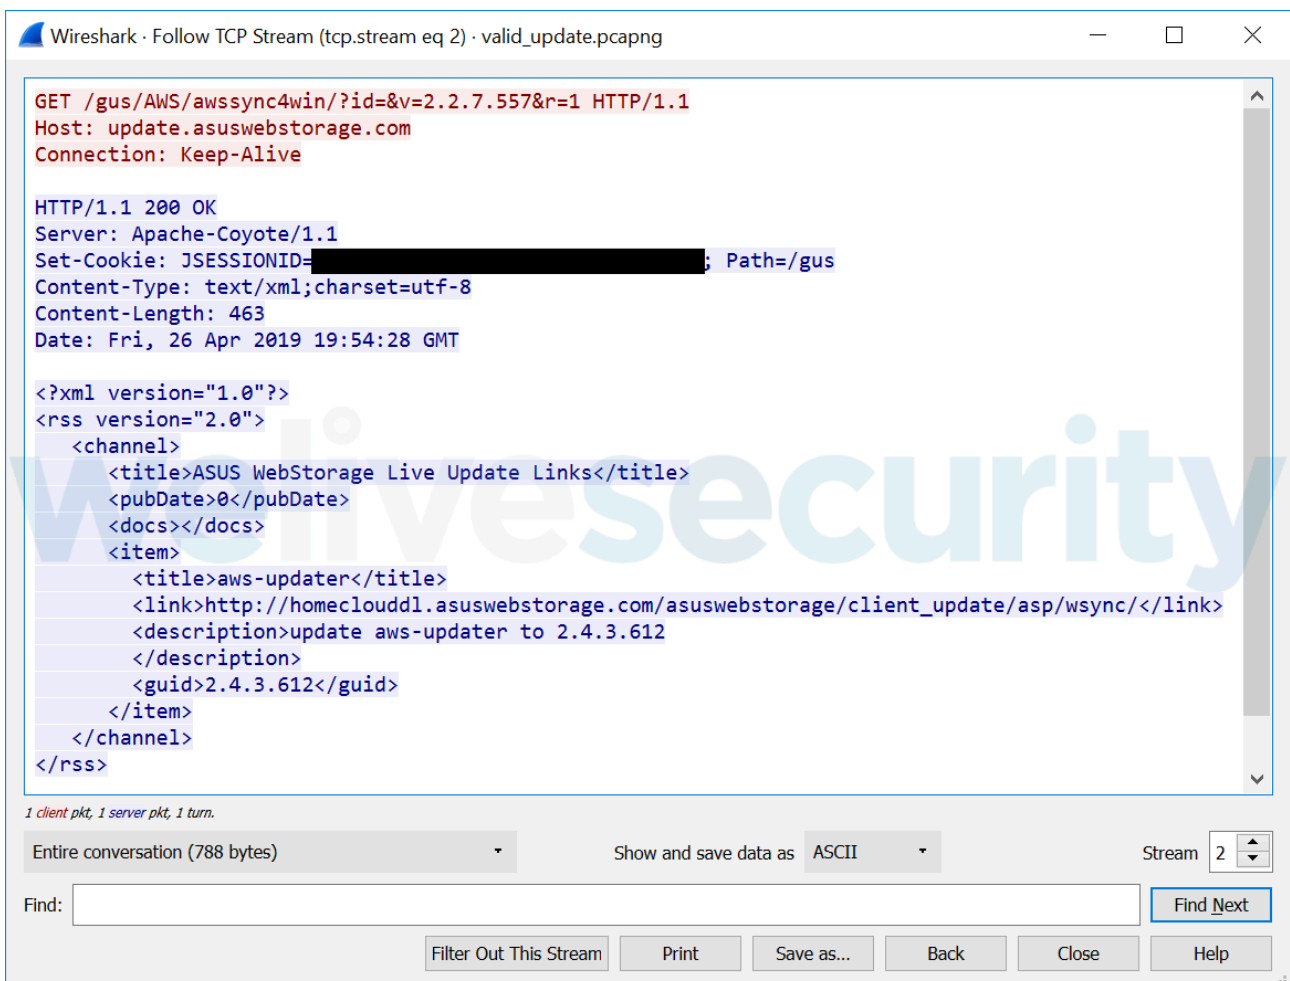 Wireshark · Follow TCP Stream (tcp.stream eq 2) · valid_update.pcapng
GET /gus/AWS/awssync4win/?id=&v=2.2.7.557&r=1 HTTP/1.1
Host: update.asuswebstorage.com
Connection: Keep-Alive
HTTP/1.1 200 OK
Server: Apache-Coyote/1.1
Set-Cookie: JSESSIONID= ; Path=/gus
Content-Type: text/xml;charset=utf-8
Content-Length: 463
Date: Fri, 26 Apr 2019 19:54:28 GMT
<?xml version="1.0"?>
<rss version="2.0">
<channel>
<title>ASUS WebStorage Live Update Links</title>
<pubDate>0</pubDate>
<docs></docs>
<item>
<title>aws-updater</title>
<link>http://homeclouddl.asuswebstorage.com/asuswebstorage/client_update/asp/wsync/</link>
<description>update aws-updater to 2.4.3.612
</description>
<guid>2.4.3.612</guid>
</item>
</channel>
</rss>
welivesecurity
1 client pkt, 1 server pkt, 1 turn.
Entire conversation (788 bytes) Show and save data as ASCII Stream 2
Find: Find Next
Filter Out This Stream Print Save as... Back Close Help